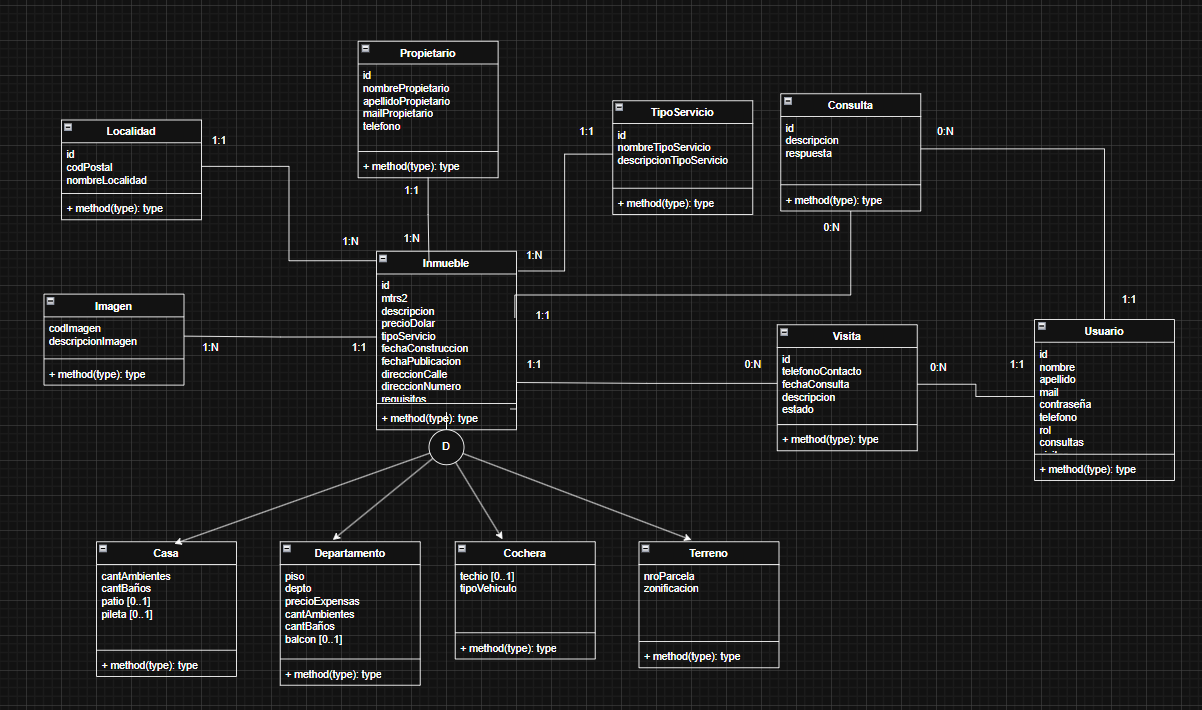 Propietario
id
nombrePropietario
apellidoPropietario
mailPropietario
telefono
+ method(type): type
1:1
1:N
Localidad
id
codPostal
nombreLocalidad
+ method(type): type
1:1
1:N
TipoServicio
id
nombreTipoServicio
descripcionTipoServicio
+ method(type): type
1:1
1:N
Consulta
id
descripcion
respuesta
+ method(type): type
0:N
0:N
1:1
1:1
Imagen
codImagen
descripcionImagen
+ method(type): type
1:N
1:1
Inmueble
id
mtrs2
descripcion
precioDolar
tipoServicio
fechaConstruccion
fechaPublicacion
direccionCalle
direccionNumero
requisitos
+ method(type): type
1:1
0:N
Visita
id
telefonoContacto
fechaConsulta
descripcion
estado
+ method(type): type
0:N
1:1
Usuario
id
nombre
apellido
mail
contraseña
telefono
rol
consultas
+ method(type): type
D
Casa
cantAmbientes
cantBaños
patio [0..1]
pileta [0..1]
+ method(type): type
Departamento
piso
depto
precioExpensas
cantAmbientes
cantBaños
balcon [0..1]
+ method(type): type
Cochera
techio [0..1]
tipoVehiculo
+ method(type): type
Terreno
nroParcela
zonificacion
+ method(type): type